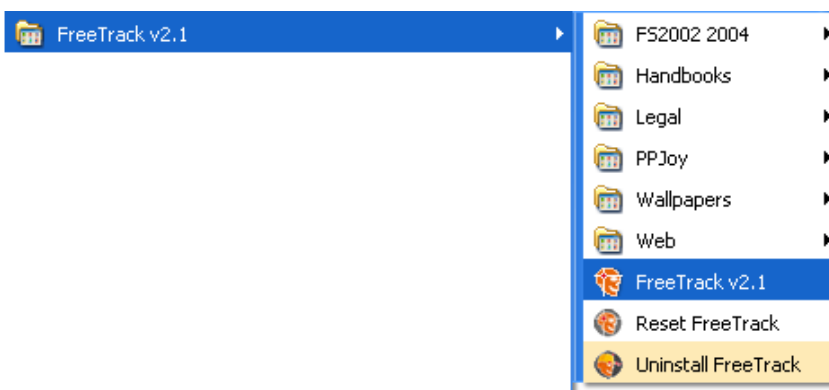 FreeTrack v2.1
FS2002 2004
Handbooks
Legal
PPJoy
Wallpapers
Web
FreeTrack v2.1
Reset FreeTrack
Uninstall FreeTrack